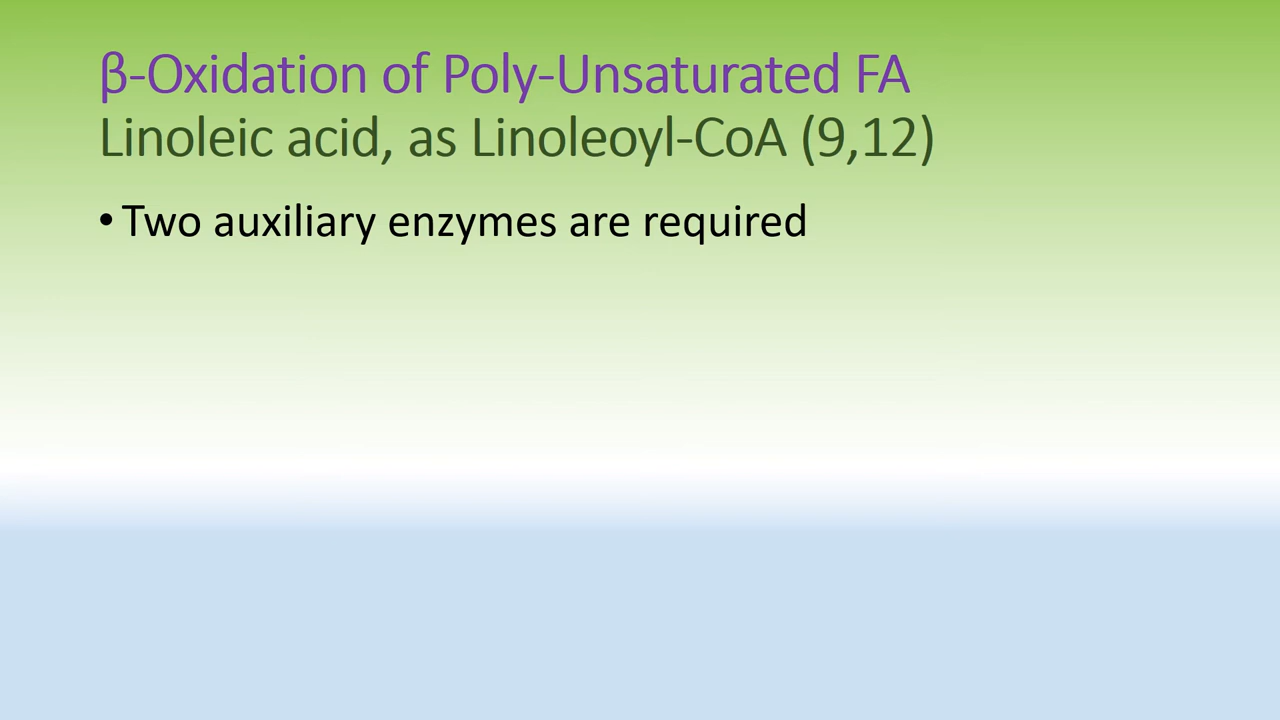 β-Oxidation of Poly-Unsaturated FA
Linoleic acid, as Linoleoyl-CoA (9,12)
• Two auxiliary enzymes are required